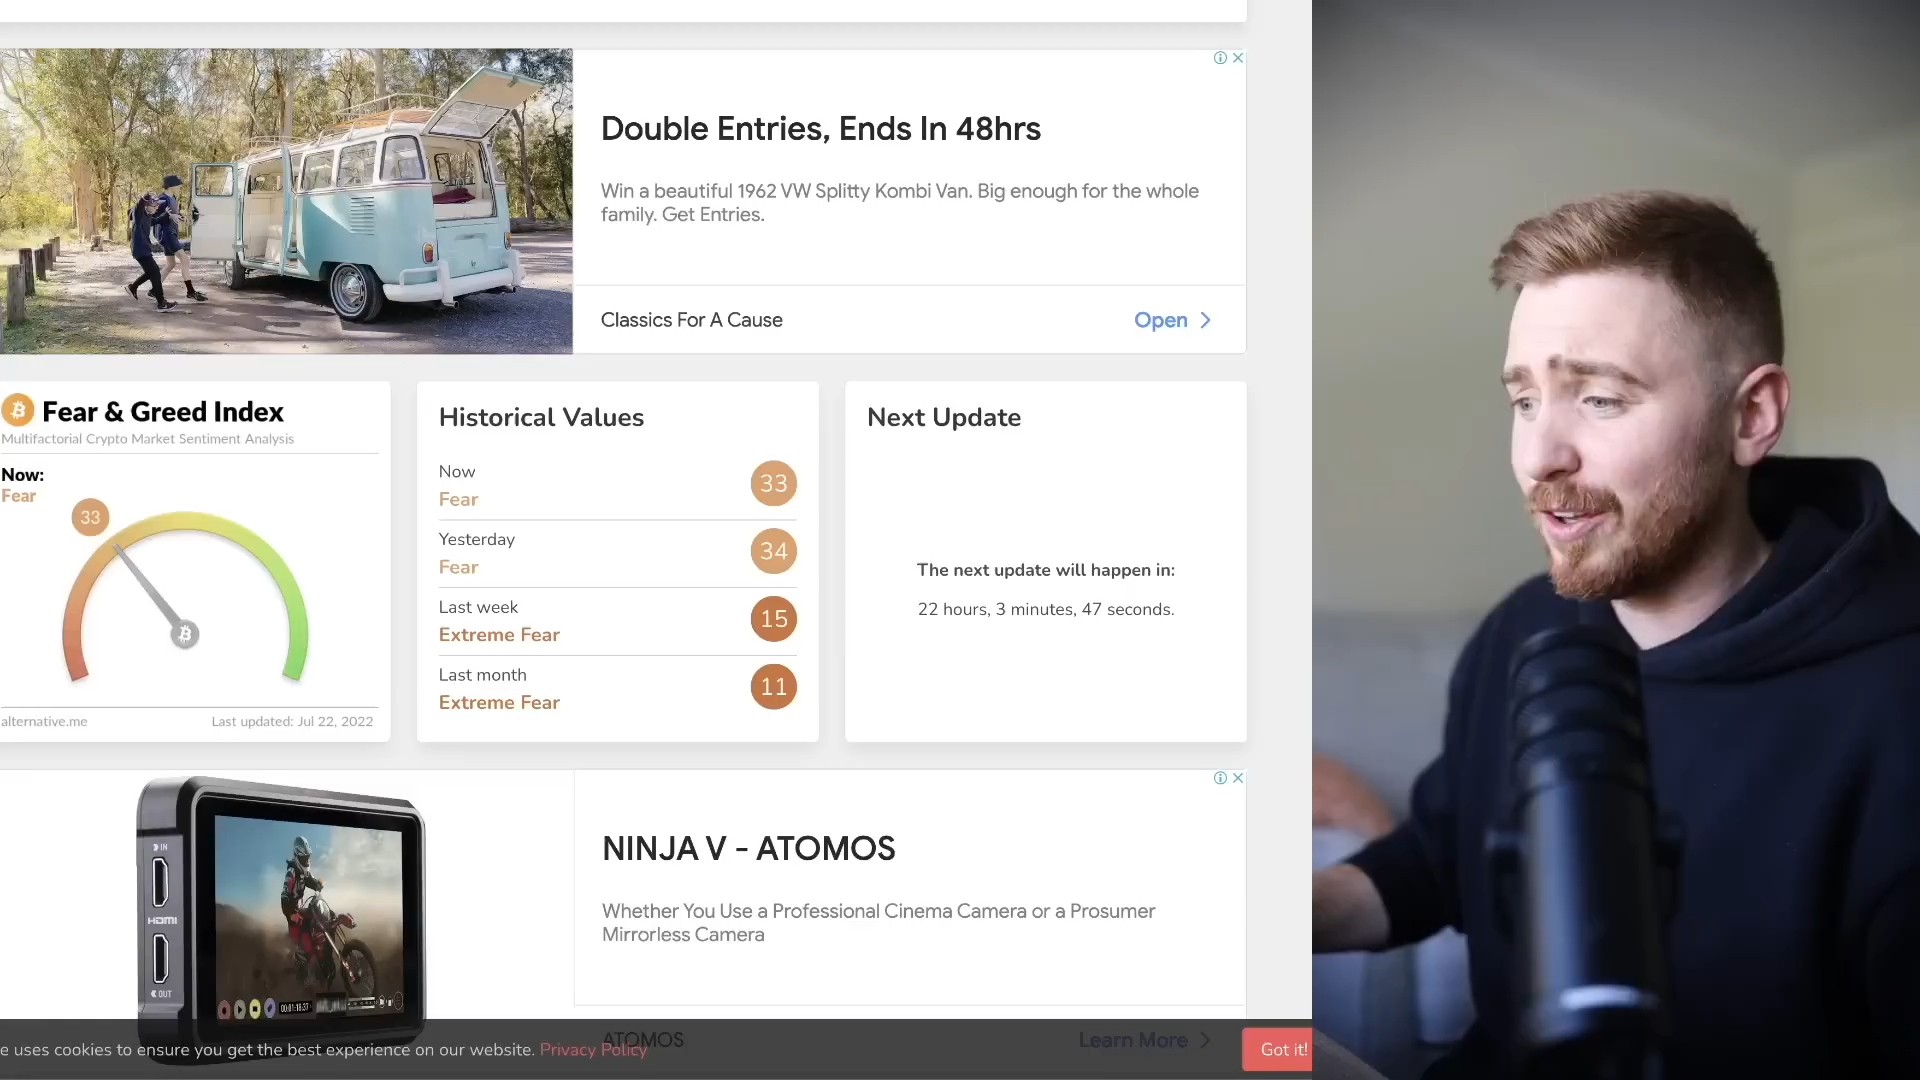 Double Entries, Ends In 48hrs
Win a beautiful 1962 VW Splitty Kombi Van. Big enough for the whole
family. Get Entries.
Classics For A Cause
Open
Fear & Greed Index
Multifactorial Crypto Market Sentiment Analysis
Now:
Fear
33
alternative.me
Last updated: Jul 22, 2022
Historical Values
Now
Fear
33
Yesterday
Fear
34
Last week
Extreme Fear
15
Last month
Extreme Fear
11
Next Update
The next update will happen in:
22 hours, 3 minutes, 47 seconds.
IN
HDMI
OUT
NINJA V - ATOMOS
Whether You Use a Professional Cinema Camera or a Prosumer
Mirrorless Camera
ATOMOS
Learn More
e uses cookies to ensure you get the best experience on our website. Privacy Policy
Got it!